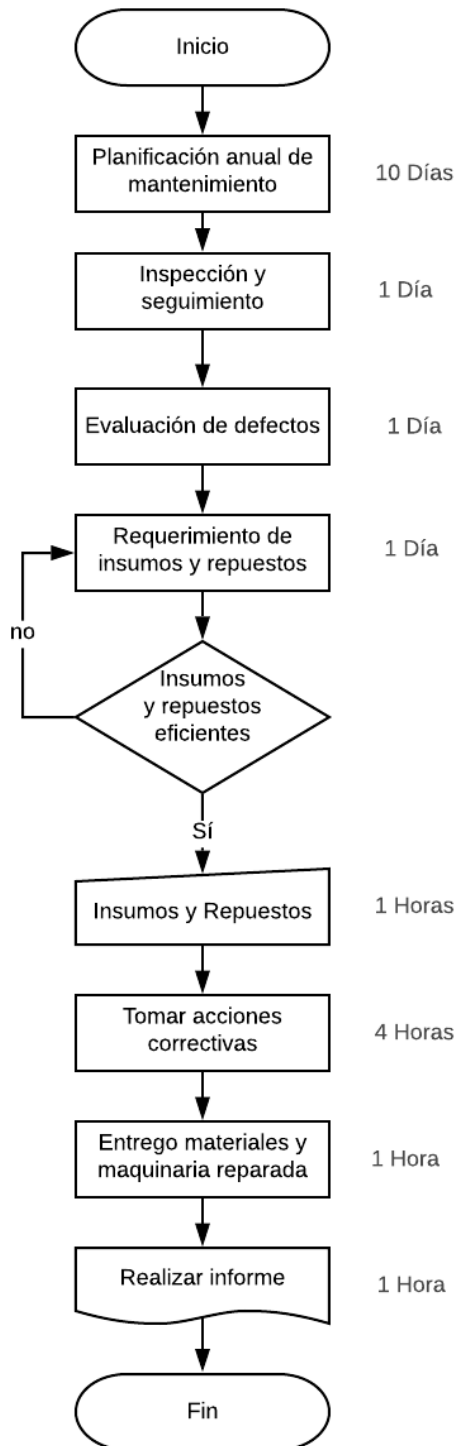 Inicio
Planificación anual de
mantenimiento
10 Días
Inspección y
seguimiento
1 Día
Evaluación de defectos
1 Día
Requerimiento de
insumos y repuestos
1 Día
no
Insumos
y repuestos
eficientes
Sí
Insumos y Repuestos
1 Horas
Tomar acciones
correctivas
4 Horas
Entrego materiales y
maquinaria reparada
1 Hora
Realizar informe
1 Hora
Fin